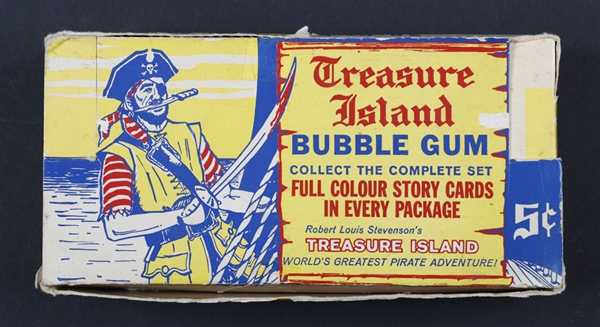 Treasure
Island
BUBBLE GUM
COLLECT THE COMPLETE SET
FULL COLOUR STORY CARDS
IN EVERY PACKAGE
Robert Louis Stevenson's
TREASURE ISLAND
WORLD'S GREATEST PIRATE ADVENTURE!
5¢